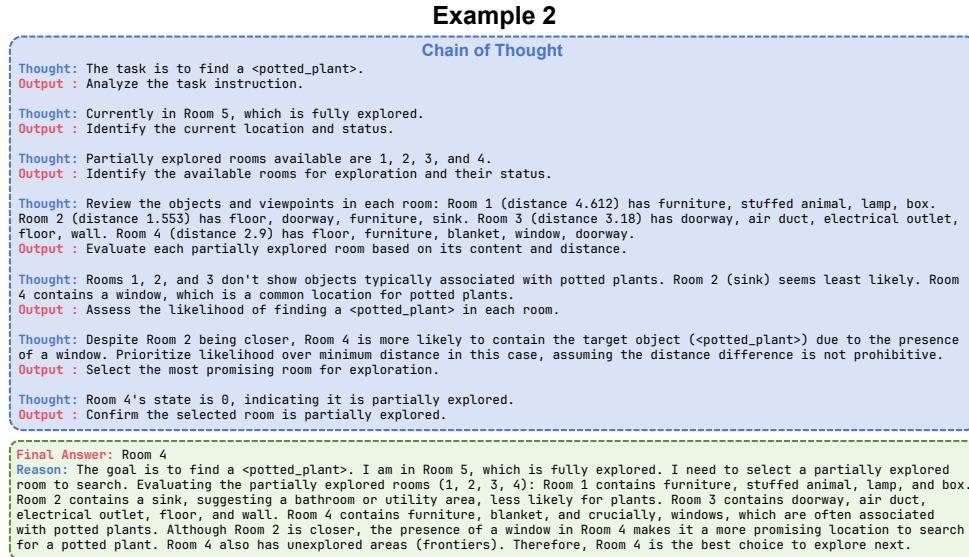 Example 2
Chain of Thought
Thought: The task is to find a <potted_plant>.
Output : Analyze the task instruction.
Thought: Currently in Room 5, which is fully explored.
Output : Identify the current location and status.
Thought: Partially explored rooms available are 1, 2, 3, and 4.
Output : Identify the available rooms for exploration and their status.
Thought: Review the objects and viewpoints in each room: Room 1 (distance 4.612) has furniture, stuffed animal, lamp, box.
Room 2 (distance 1.553) has floor, doorway, furniture, sink. Room 3 (distance 3.18) has doorway, air duct, electrical outlet,
floor, wall. Room 4 (distance 2.9) has floor, furniture, blanket, window, doorway.
Output : Evaluate each partially explored room based on its content and distance.
Thought: Rooms 1, 2, and 3 don't show objects typically associated with potted plants. Room 2 (sink) seems least likely. Room
4 contains a window, which is a common location for potted plants.
Output : Assess the likelihood of finding a <potted_plant> in each room.
Thought: Despite Room 2 being closer, Room 4 is more likely to contain the target object (<potted_plant>) due to the presence
of a window. Prioritize likelihood over minimum distance in this case, assuming the distance difference is not prohibitive.
Output : Select the most promising room for exploration.
Thought: Room 4's state is 0, indicating it is partially explored.
Output : Confirm the selected room is partially explored.
Final Answer: Room 4
Reason: The goal is to find a <potted_plant>. I am in Room 5, which is fully explored. I need to select a partially explored
room to search. Evaluating the partially explored rooms (1, 2, 3, 4): Room 1 contains furniture, stuffed animal, lamp, and box.
Room 2 contains a sink, suggesting a bathroom or utility area, less likely for plants. Room 3 contains doorway, air duct,
electrical outlet, floor, and wall. Room 4 contains furniture, blanket, and crucially, windows, which are often associated
with potted plants. Although Room 2 is closer, the presence of a window in Room 4 makes it a more promising location to search
for a potted plant. Room 4 also has unexplored areas (frontiers). Therefore, Room 4 is the best choice to explore next.